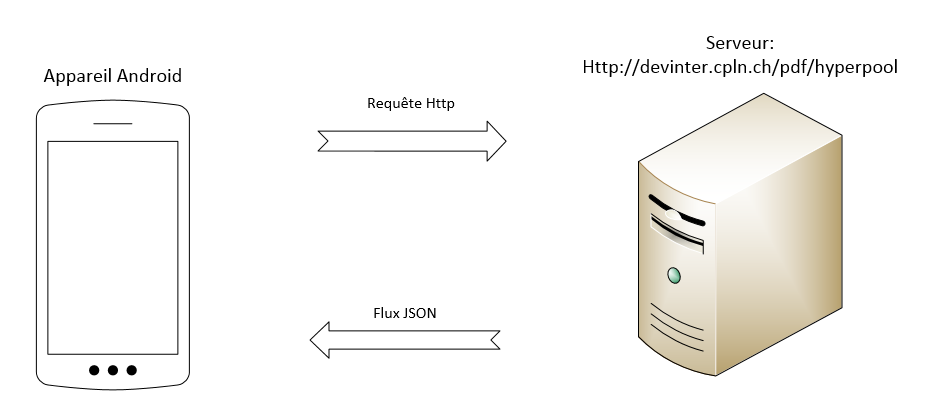 Appareil Android
Requête Http
Serveur:
Http://devinter.cpln.ch/pdf/hyperpool
Flux JSON